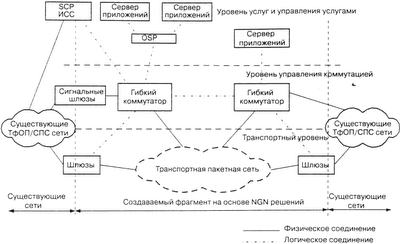 SCP
ИСС
Сервер
приложений
Сервер
приложений
Уровень услуг и управления услугами
OSP
Сервер
приложений
Уровень управления коммутацией
Сигнальные
шлюзы
Гибкий
коммутатор
Гибкий
коммутатор
Существующие
ТфОП/СПС сети
Существующие
ТфОП/СПС сети
Транспортный уровень
Шлюзы
Транспортная пакетная сеть
Шлюзы
Существующие
сети
Создаваемый фрагмент на основе NGN решений
Существующие
сети
Физическое соединение
Логическое соединение